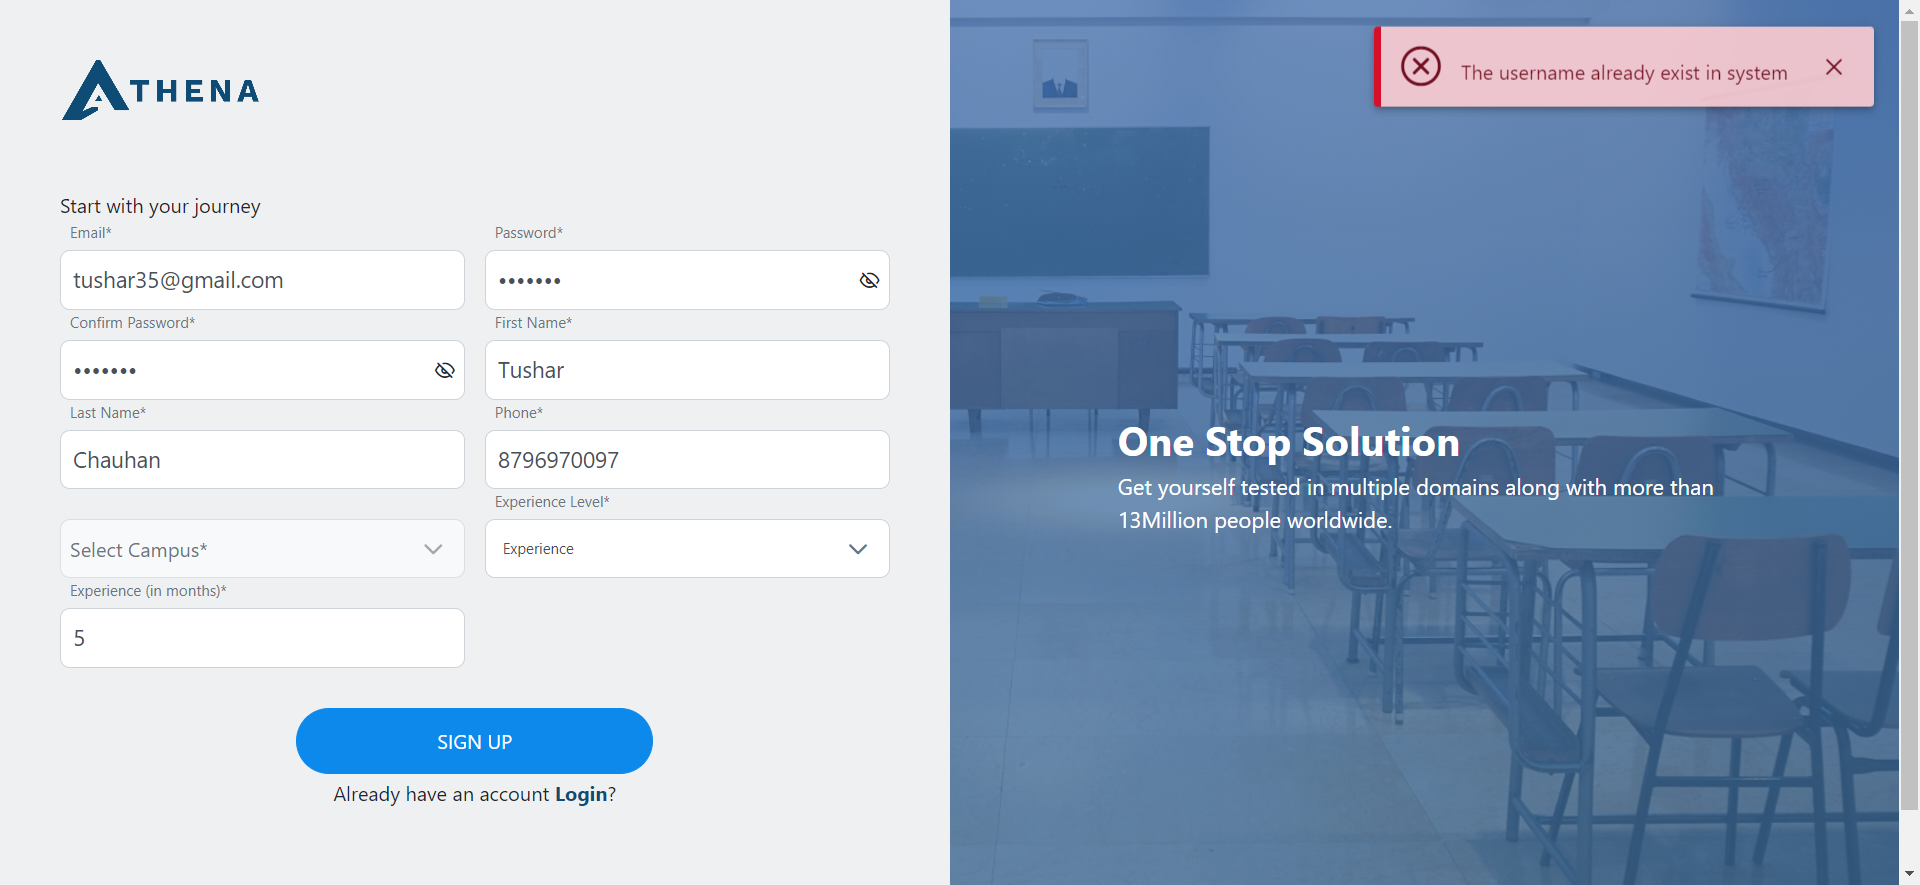 ATHENA
The username already exist in system
Start with your journey
Email*
Password*
tushar35@gmail.com
•••••••
Confirm Password*
First Name*
•••••••
Tushar
Last Name*
Phone*
Chauhan
8796970097
Experience Level*
Select Campus*
Experience
Experience (in months)*
5
SIGN UP
Already have an account Login?
One Stop Solution
Get yourself tested in multiple domains along with more than
13Million people worldwide.